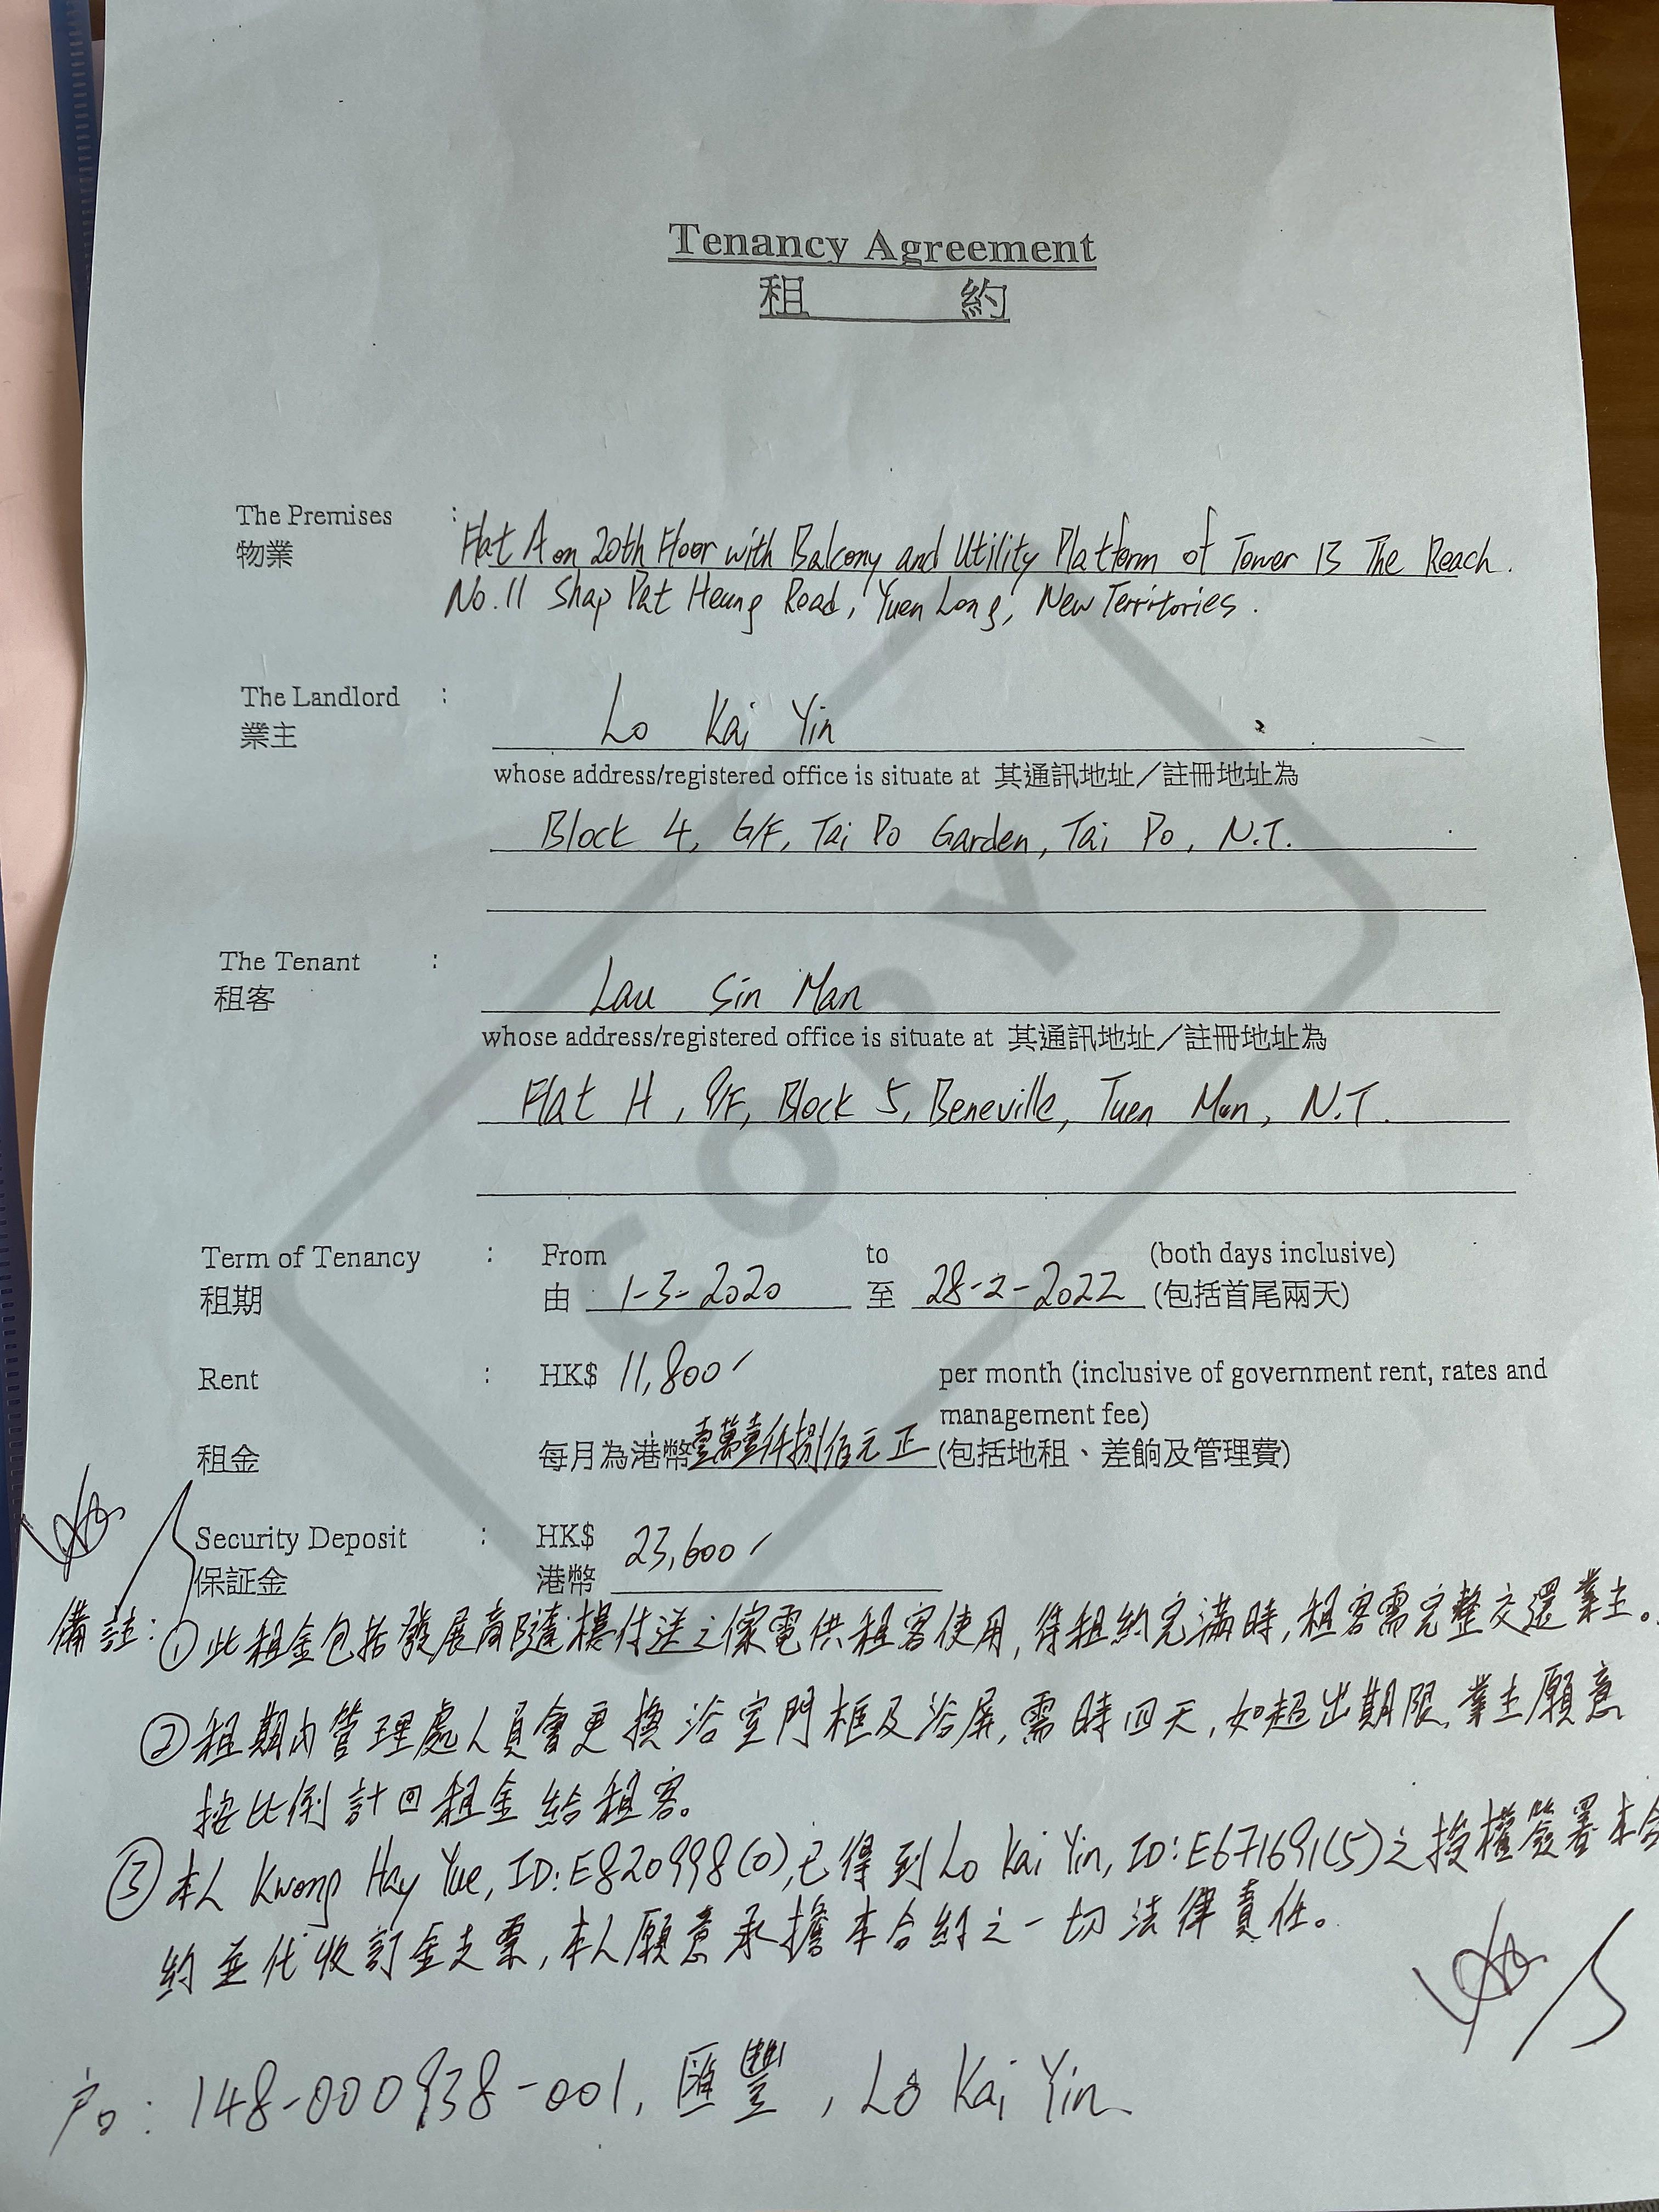 Tenancy Agreement
租 約
The Premises :
物業
Flat A on 20th Floor with Balcony and Utility Platform of Tower 13 The Reach.
No.11 Shap Pat Heung Road, Yuen Long, New Territories.
The Landlord : Lo Kai Yin
業主
whose address/registered office is situate at 其通訊地址／註冊地址為
Block 4, G/F, Tai Po Garden, Tai Po, N.T.
The Tenant : Lau Sin Man
租客
whose address/registered office is situate at 其通訊地址／註冊地址為
Flat H, 9/F, Block 5, Beneville, Tuen Mun, N.T.
Term of Tenancy : From to (both days inclusive)
租期 由 1-3-2020 至 28-2-2022 (包括首尾兩天)
Rent : HK$ 11,800 per month (inclusive of government rent, rates and
management fee)
租金 每月為港幣壹萬壹仟捌佰元正 (包括地租、差餉及管理費)
Security Deposit : HK$ 23,600
保証金 港幣
備註：①此租金包括發展商隨樓付送之傢電供租客使用,待租約完滿時,租客需完整交還業主。
②租期內管理處人員會更換浴室門框及浴屏,需時四天,如超出期限,業主願意
按比例計回租金給租客。
③本人 Kwong Hay Yue, ID:E820998(0),已得到 Lo Kai Yin, ID:E671691(5)之授權簽署本合
約並代收訂金支票,本人願意承擔本合約之一切法律責任。
户口: 148-000938-001, 匯豐, Lo Kai Yin
COPY